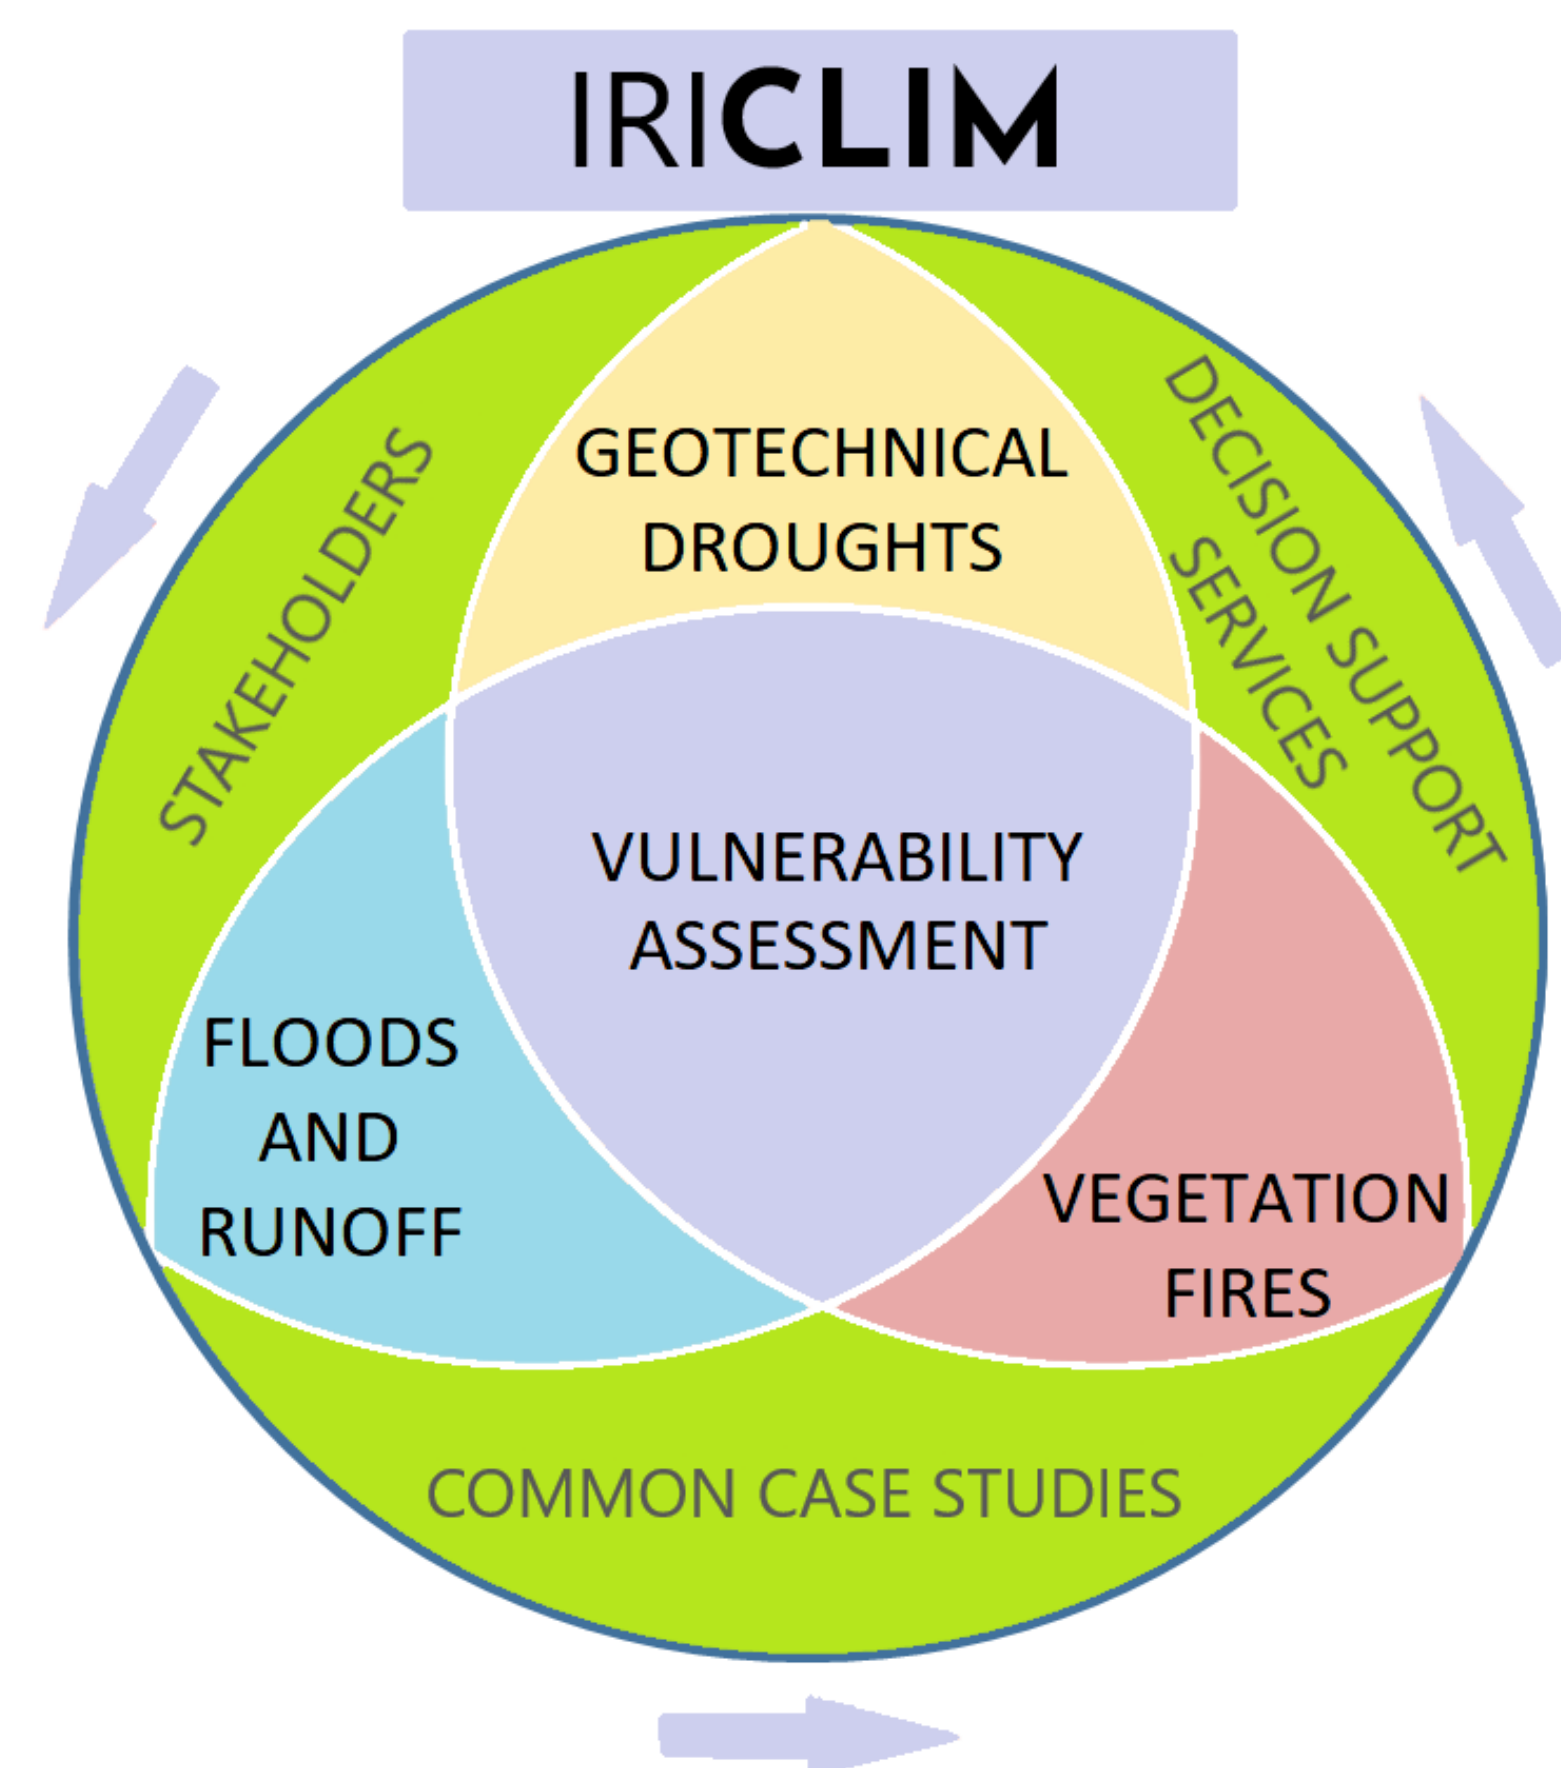 IRICLIM
GEOTECHNICAL
DROUGHTS
STAKEHOLDERS
DECISION SUPPORT
SERVICES
VULNERABILITY
ASSESSMENT
FLOODS
AND
RUNOFF
VEGETATION
FIRES
COMMON CASE STUDIES